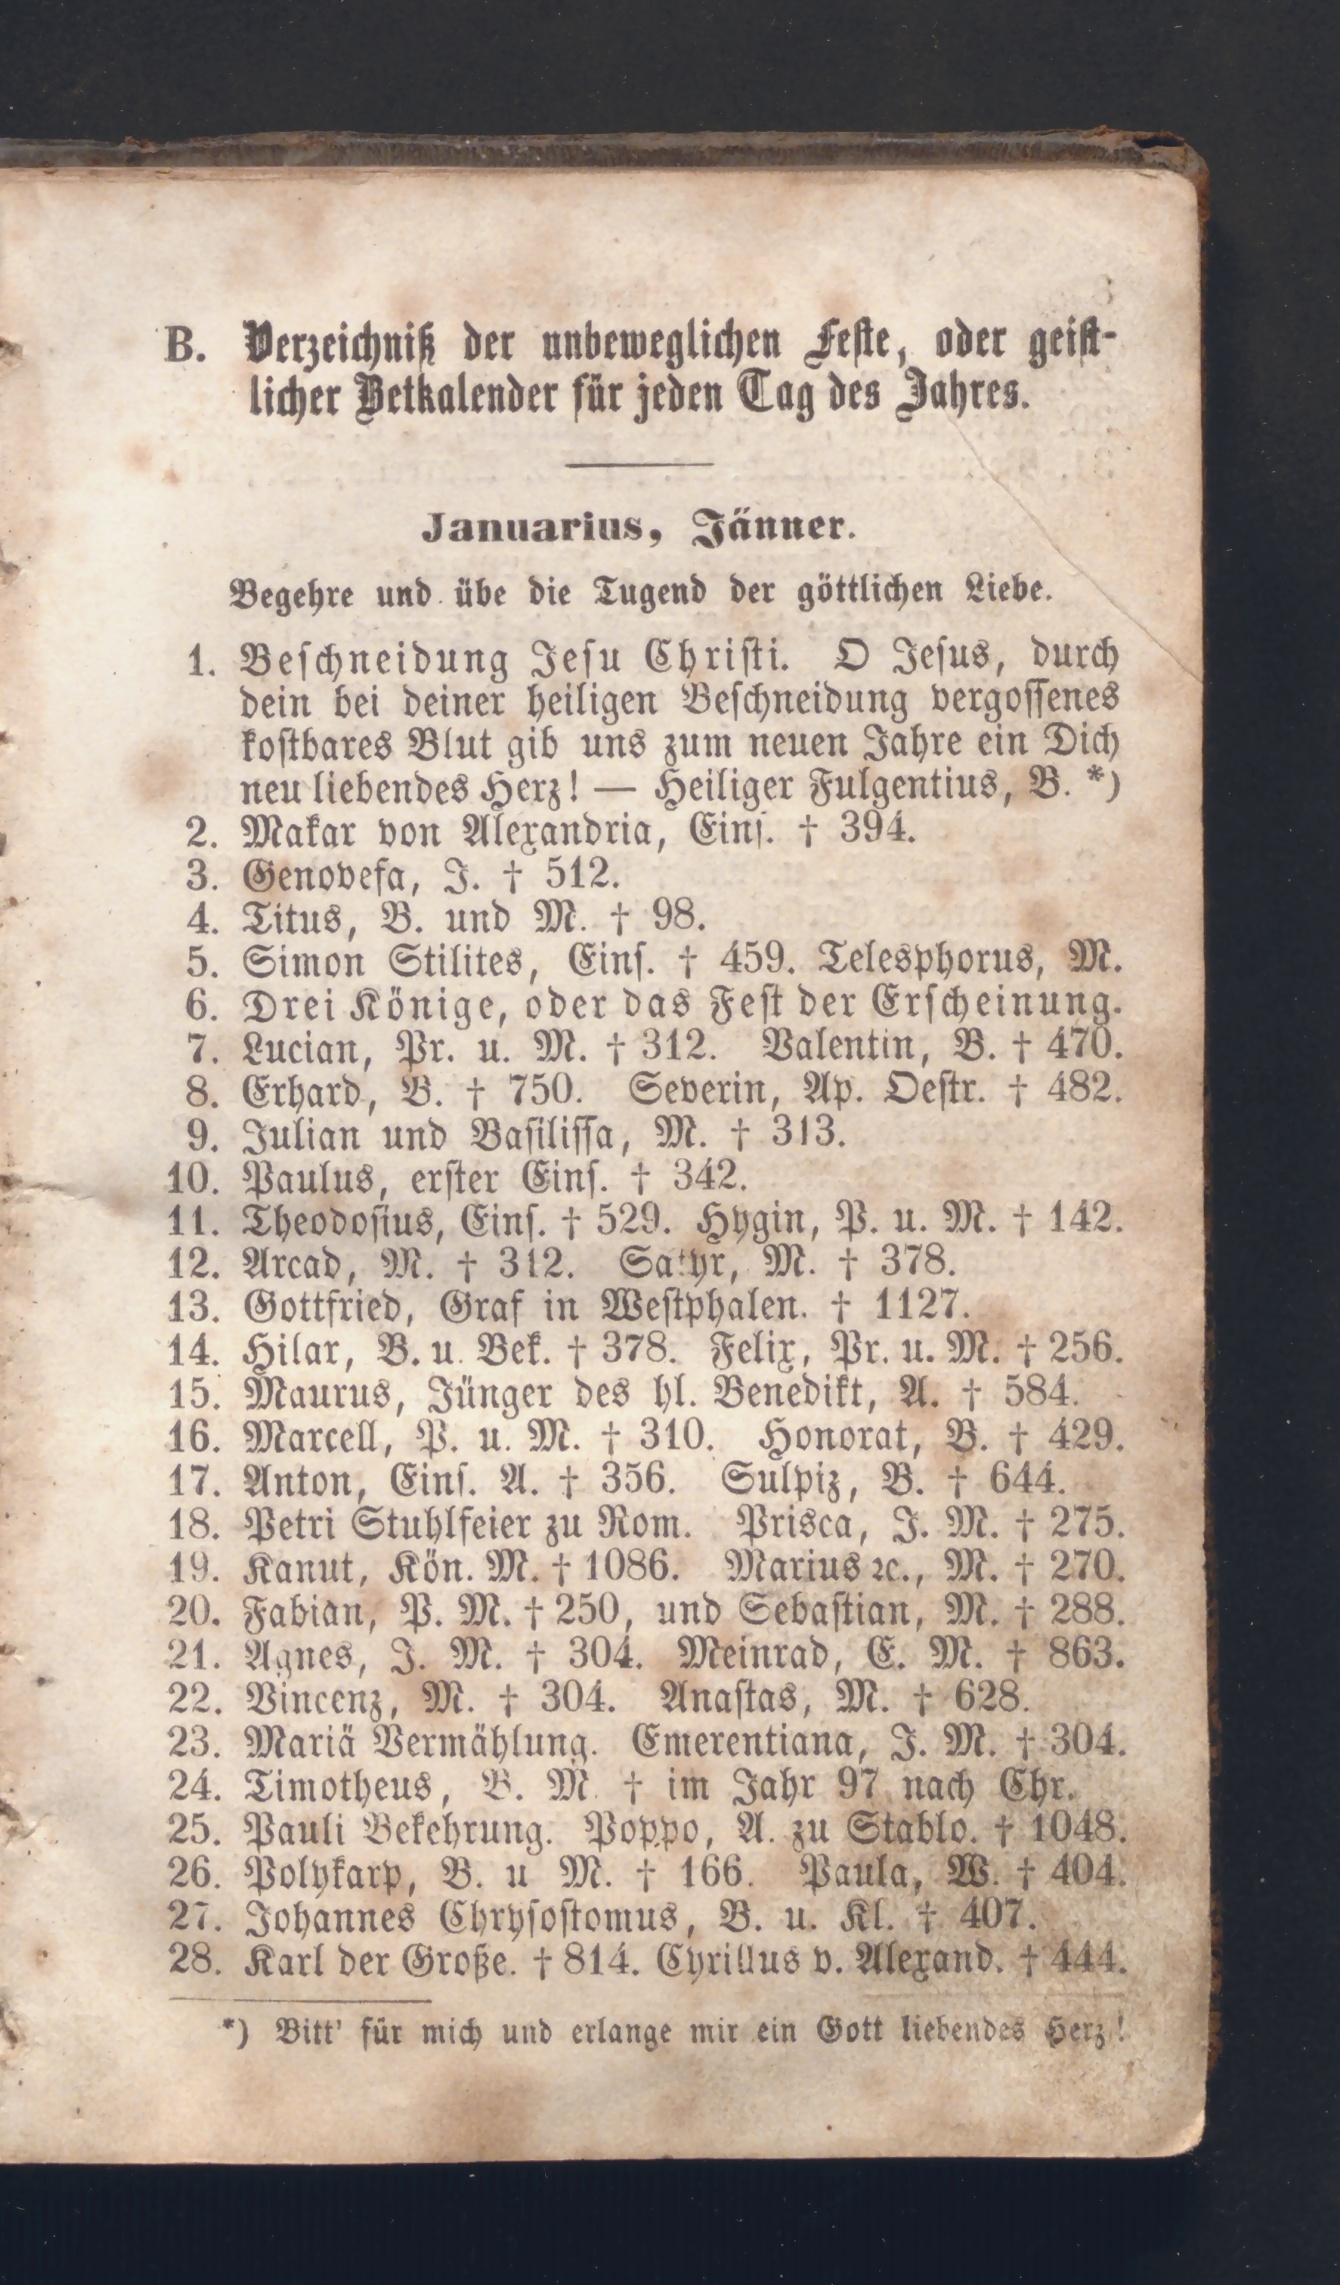 B. Verzeichniß der unbeweglichen Feste, oder geist-
licher Betkalender für jeden Tag des Jahres.
Januarius, Jänner.
Begehre und übe die Tugend der göttlichen Liebe.
1. Beschneidung Jesu Christi. O Jesus, durch
dein bei deiner heiligen Beschneidung vergossenes
kostbares Blut gib uns zum neuen Jahre ein Dich
neu liebendes Herz! — Heiliger Fulgentius, B. *)
2. Makar von Alexandria, Eins. † 394.
3. Genovefa, J. † 512.
4. Titus, B. und M. † 98.
5. Simon Stilites, Eins. † 459. Telesphorus, M.
6. Drei Könige, oder das Fest der Erscheinung.
7. Lucian, Pr. u. M. † 312. Valentin, B. † 470.
8. Erhard, B. † 750. Severin, Ap. Oestr. † 482.
9. Julian und Basilissa, M. † 313.
10. Paulus, erster Eins. † 342.
11. Theodosius, Eins. † 529. Hygin, P. u. M. † 142.
12. Arcad, M. † 312. Satyr, M. † 378.
13. Gottfried, Graf in Westphalen. † 1127.
14. Hilar, B. u. Bek. † 378. Felix, Pr. u. M. † 256.
15. Maurus, Jünger des hl. Benedikt, A. † 584.
16. Marcell, P. u. M. † 310. Honorat, B. † 429.
17. Anton, Eins. A. † 356. Sulpiz, B. † 644.
18. Petri Stuhlfeier zu Rom. Prisca, J. M. † 275.
19. Kanut, Kön. M. † 1086. Marius ꝛc., M. † 270.
20. Fabian, P. M. † 250, und Sebastian, M. † 288.
21. Agnes, J. M. † 304. Meinrad, E. M. † 863.
22. Vincenz, M. † 304. Anastas, M. † 628.
23. Mariä Vermählung. Emerentiana, J. M. † 304.
24. Timotheus, B. M. † im Jahr 97 nach Chr.
25. Pauli Bekehrung. Poppo, A. zu Stablo. † 1048.
26. Polykarp, B. u M. † 166. Paula, W. † 404.
27. Johannes Chrysostomus, B. u. Kl. † 407.
28. Karl der Große. † 814. Cyrillus v. Alexand. † 444.
*) Bitt' für mich und erlange mir ein Gott liebendes Herz!